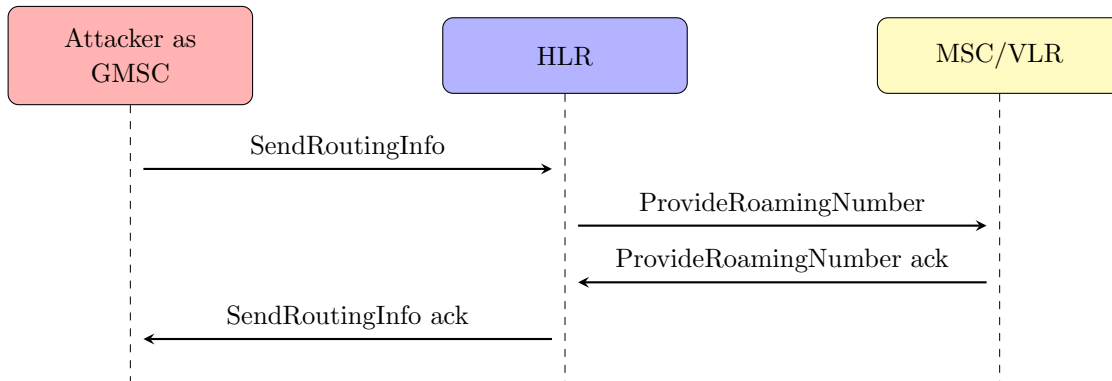 Attacker as
GMSC
HLR
MSC/VLR
SendRoutingInfo
ProvideRoamingNumber
ProvideRoamingNumber ack
SendRoutingInfo ack